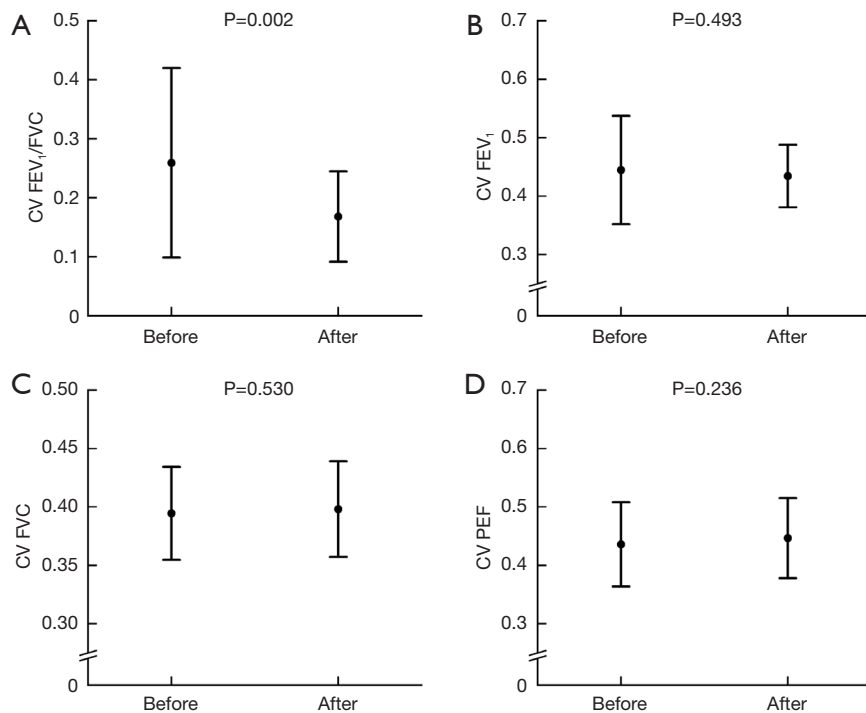 A
P=0.002
0.5
0.4
0.3
0.2
0.1
0
CV FEV₁/FVC
Before After
B
P=0.493
0.7
0.6
0.5
0.4
0.3
0
CV FEV₁
Before After
C
P=0.530
0.50
0.45
0.40
0.35
0.30
0
CV FVC
Before After
D
P=0.236
0.7
0.6
0.5
0.4
0.3
0
CV PEF
Before After